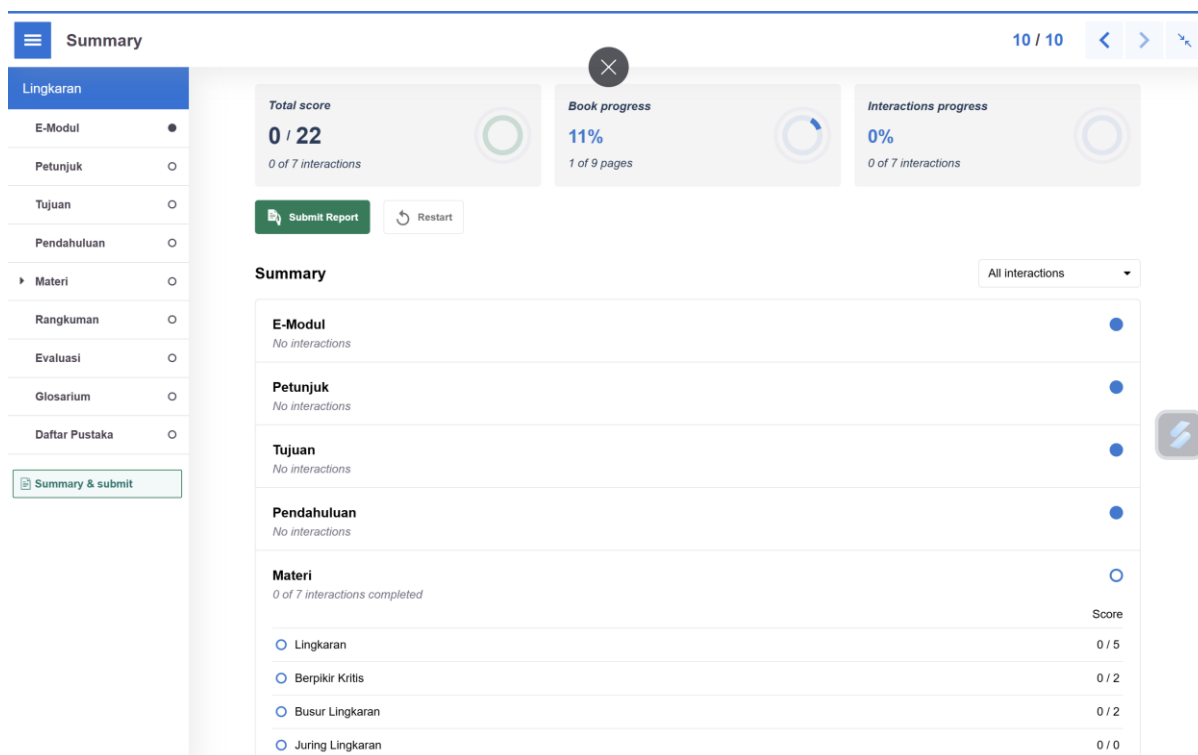 Summary
10 / 10
Lingkaran
E-Modul
Petunjuk
Tujuan
Pendahuluan
Materi
Rangkuman
Evaluasi
Glosarium
Daftar Pustaka
Summary & submit
Total score
0 / 22
0 of 7 interactions
Book progress
11%
1 of 9 pages
Interactions progress
0%
0 of 7 interactions
Submit Report
Restart
Summary
All interactions
E-Modul
No interactions
Petunjuk
No interactions
Tujuan
No interactions
Pendahuluan
No interactions
Materi
0 of 7 interactions completed
Score
Lingkaran 0 / 5
Berpikir Kritis 0 / 2
Busur Lingkaran 0 / 2
Juring Lingkaran 0 / 0